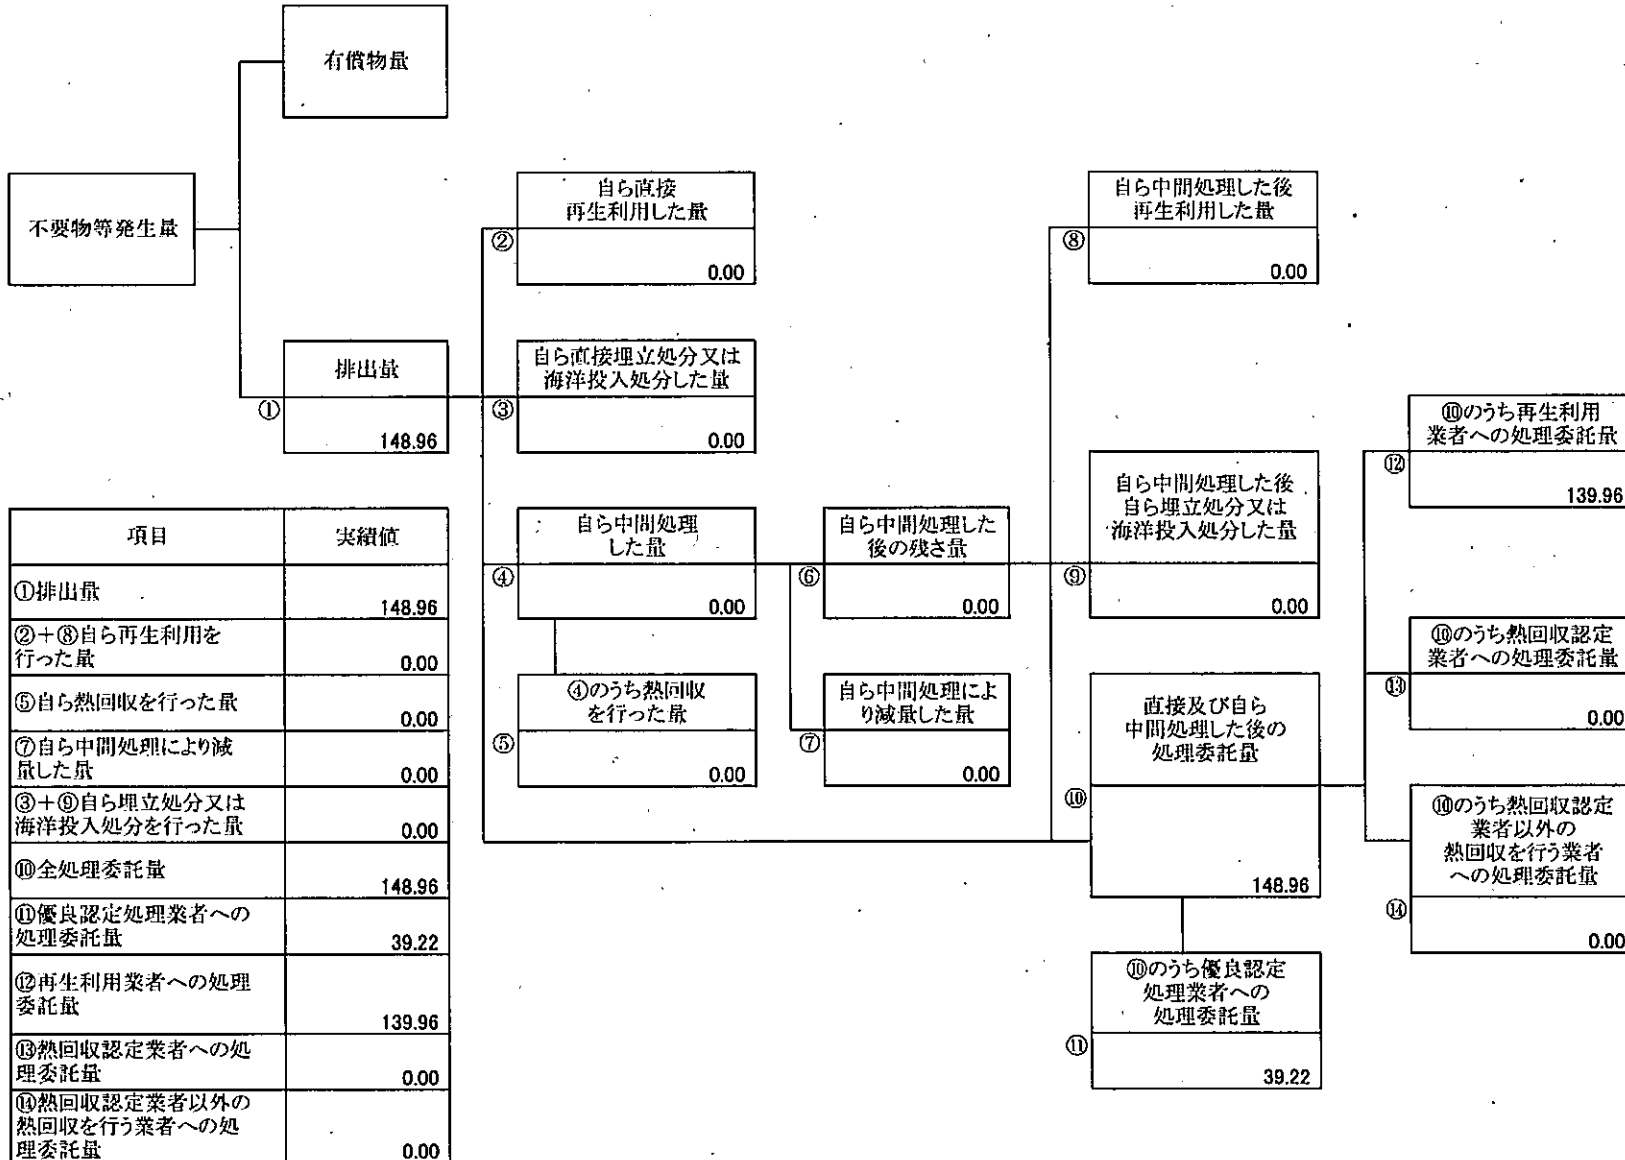 有償物量
不要物等発生量
排出量
①
148.96
自ら直接
再生利用した量
②
0.00
自ら直接埋立処分又は
海洋投入処分した量
③
0.00
自ら中間処理
した量
④
0.00
④のうち熱回収
を行った量
⑤
0.00
自ら中間処理した
後の残さ量
⑥
0.00
自ら中間処理によ
り減量した量
⑦
0.00
自ら中間処理した後
再生利用した量
⑧
0.00
自ら中間処理した後
自ら埋立処分又は
海洋投入処分した量
⑨
0.00
直接及び自ら
中間処理した後の
処理委託量
⑩
148.96
⑩のうち優良認定
処理業者への
処理委託量
⑪
39.22
⑩のうち再生利用
業者への処理委託量
⑫
139.96
⑩のうち熱回収認定
業者への処理委託量
⑬
0.00
⑩のうち熱回収認定
業者以外の
熱回収を行う業者
への処理委託量
⑭
0.00
項目 実績値
①排出量
148.96
②+⑧自ら再生利用を
行った量 0.00
⑤自ら熱回収を行った量
0.00
⑦自ら中間処理により減
量した量 0.00
③+⑨自ら埋立処分又は
海洋投入処分を行った量 0.00
⑩全処理委託量
148.96
⑪優良認定処理業者への
処理委託量 39.22
⑫再生利用業者への処理
委託量
139.96
⑬熱回収認定業者への処
理委託量 0.00
⑭熱回収認定業者以外の
熱回収を行う業者への処
理委託量 0.00